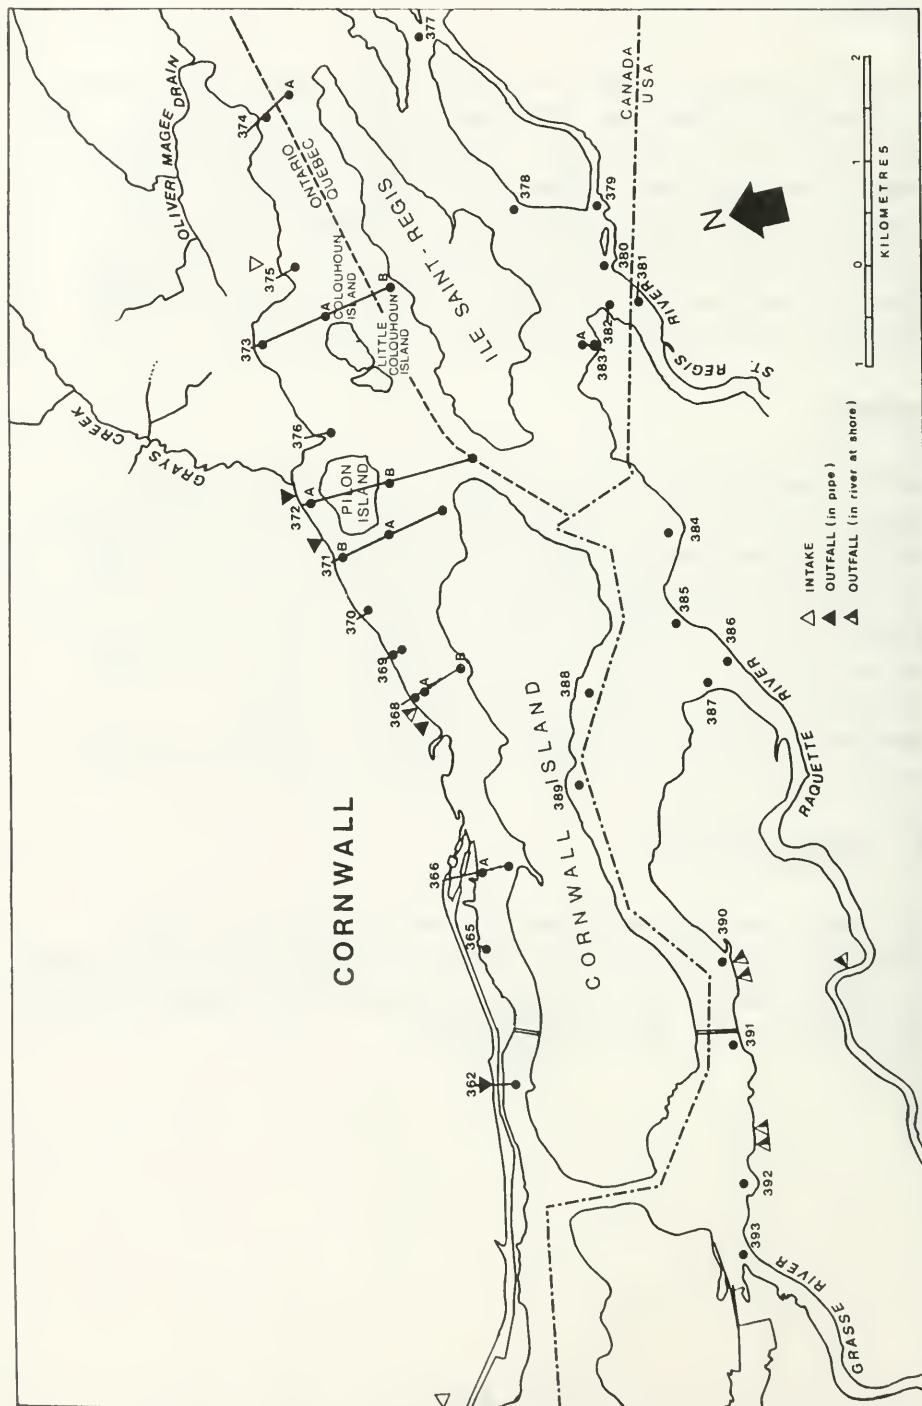 OLIVER MAGEE DRAIN
GRAYS CREEK
374
A
377
ONTARIO
QUEBEC
375
373
A
COLQUHOUN
ISLAND
B
LITTLE
COLQUHOUN
ISLAND
ILE SAINT-REGIS
378
379
380
381
382
A
383
CANADA
USA
ST. REGIS RIVER
376
372
A
PILON
ISLAND
B
371
B
A
370
369
368
A
B
CORNWALL
366
A
365
362
CORNWALL ISLAND
384
385
386
387
388
389
390
391
392
393
RAQUETTE RIVER
GRASSE RIVER
N
INTAKE
OUTFALL (in pipe)
OUTFALL (in river at shore)
1 0 1 2
KILOMETRES